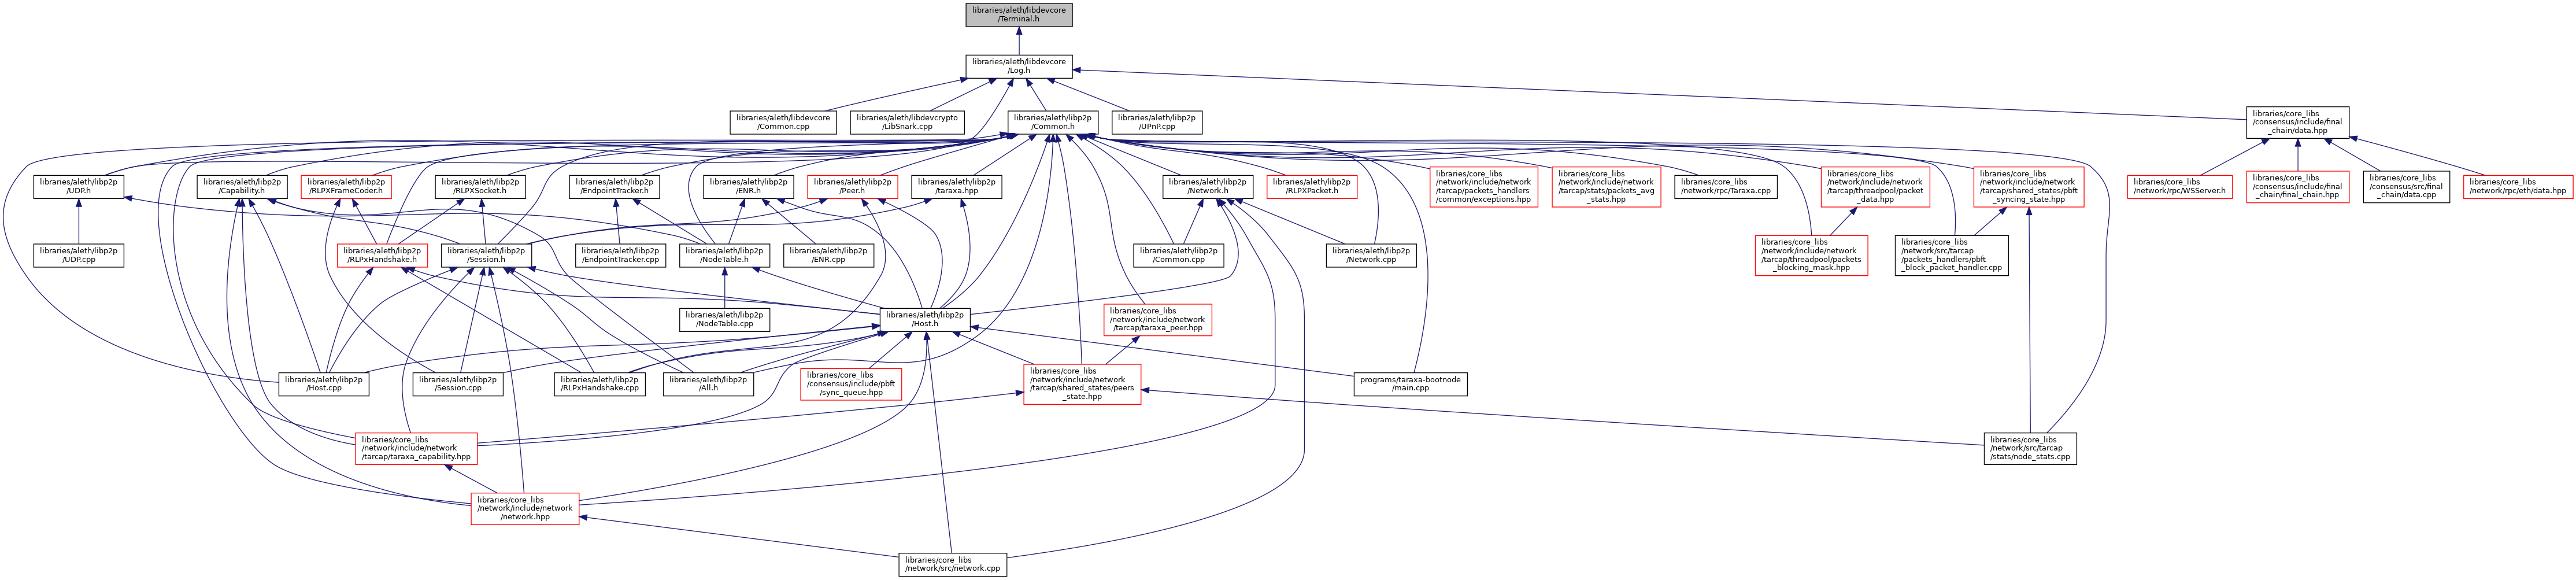 libraries/aleth/libdevcore
/Terminal.h
libraries/aleth/libdevcore
/Log.h
libraries/aleth/libdevcore
/Common.cpp
libraries/aleth/libdevcrypto
/LibSnark.cpp
libraries/aleth/libp2p
/Common.h
libraries/aleth/libp2p
/UPnP.cpp
libraries/core_libs
/consensus/include/final
_chain/data.hpp
libraries/aleth/libp2p
/UDP.h
libraries/aleth/libp2p
/Capability.h
libraries/aleth/libp2p
/RLPXFrameCoder.h
libraries/aleth/libp2p
/RLPXSocket.h
libraries/aleth/libp2p
/EndpointTracker.h
libraries/aleth/libp2p
/ENR.h
libraries/aleth/libp2p
/Peer.h
libraries/aleth/libp2p
/taraxa.hpp
libraries/aleth/libp2p
/Network.h
libraries/aleth/libp2p
/RLPXPacket.h
libraries/core_libs
/network/include/network
/tarcap/packets_handlers
/common/exceptions.hpp
libraries/core_libs
/network/include/network
/tarcap/stats/packets_avg
_stats.hpp
libraries/core_libs
/network/rpc/Taraxa.cpp
libraries/core_libs
/network/include/network
/tarcap/threadpool/packet
_data.hpp
libraries/core_libs
/network/include/network
/tarcap/shared_states/pbft
_syncing_state.hpp
libraries/core_libs
/network/rpc/WSServer.h
libraries/core_libs
/consensus/include/final
_chain/final_chain.hpp
libraries/core_libs
/consensus/src/final
_chain/data.cpp
libraries/core_libs
/network/rpc/eth/data.hpp
libraries/aleth/libp2p
/UDP.cpp
libraries/aleth/libp2p
/RLPxHandshake.h
libraries/aleth/libp2p
/Session.h
libraries/aleth/libp2p
/EndpointTracker.cpp
libraries/aleth/libp2p
/NodeTable.h
libraries/aleth/libp2p
/ENR.cpp
libraries/aleth/libp2p
/Common.cpp
libraries/aleth/libp2p
/Network.cpp
libraries/core_libs
/network/include/network
/tarcap/threadpool/packets
_blocking_mask.hpp
libraries/core_libs
/network/src/tarcap
/packets_handlers/pbft
_block_packet_handler.cpp
libraries/aleth/libp2p
/NodeTable.cpp
libraries/aleth/libp2p
/Host.h
libraries/core_libs
/network/include/network
/tarcap/taraxa_peer.hpp
libraries/aleth/libp2p
/Host.cpp
libraries/aleth/libp2p
/Session.cpp
libraries/aleth/libp2p
/RLPxHandshake.cpp
libraries/aleth/libp2p
/All.h
libraries/core_libs
/consensus/include/pbft
/sync_queue.hpp
libraries/core_libs
/network/include/network
/tarcap/shared_states/peers
_state.hpp
programs/taraxa-bootnode
/main.cpp
libraries/core_libs
/network/include/network
/tarcap/taraxa_capability.hpp
libraries/core_libs
/network/src/tarcap
/stats/node_stats.cpp
libraries/core_libs
/network/include/network
/network.hpp
libraries/core_libs
/network/src/network.cpp